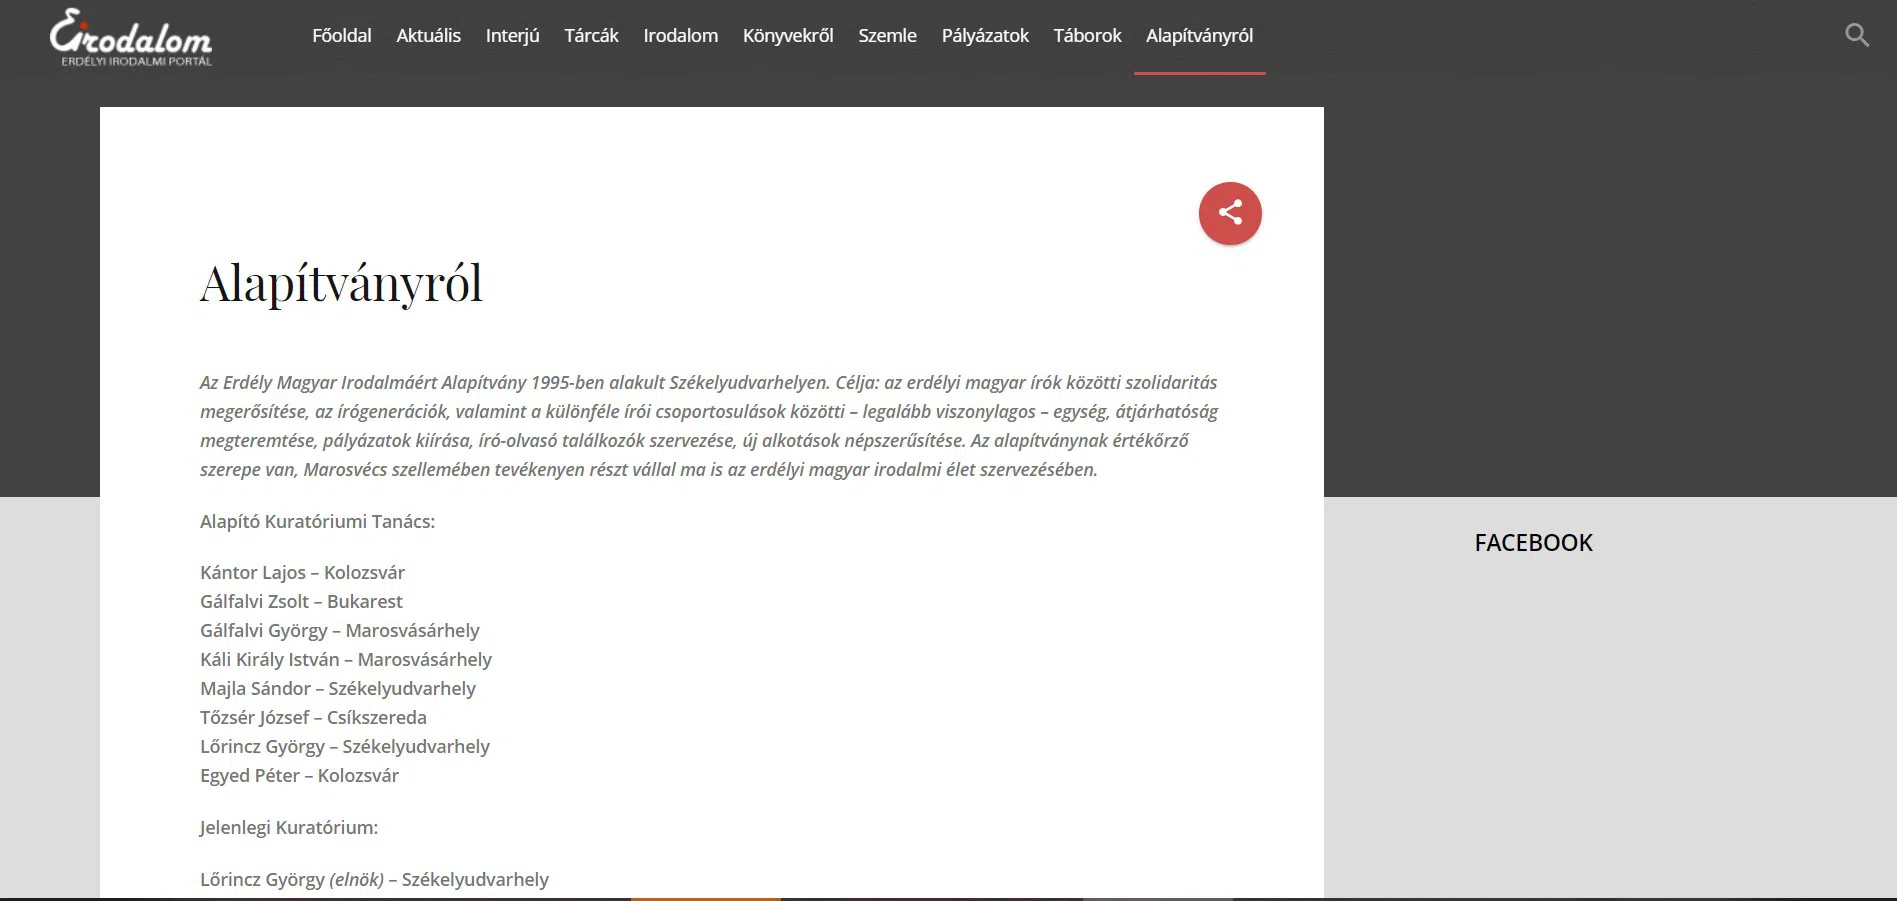 Eirodalom
ERDÉLYI IRODALMI PORTÁL
Főoldal Aktuális Interjú Tárcák Irodalom Könyvekről Szemle Pályázatok Táborok Alapítványról
Alapítványról
Az Erdély Magyar Irodalmáért Alapítvány 1995-ben alakult Székelyudvarhelyen. Célja: az erdélyi magyar írók közötti szolidaritás
megerősítése, az írógenerációk, valamint a különféle írói csoportosulások közötti – legalább viszonylagos – egység, átjárhatóság
megteremtése, pályázatok kiírása, író-olvasó találkozók szervezése, új alkotások népszerűsítése. Az alapítványnak értékőrző
szerepe van, Marosvécs szellemében tevékenyen részt vállal ma is az erdélyi magyar irodalmi élet szervezésében.
Alapító Kuratóriumi Tanács:
Kántor Lajos – Kolozsvár
Gálfalvi Zsolt – Bukarest
Gálfalvi György – Marosvásárhely
Káli Király István – Marosvásárhely
Majla Sándor – Székelyudvarhely
Tőzsér József – Csíkszereda
Lőrincz György – Székelyudvarhely
Egyed Péter – Kolozsvár
Jelenlegi Kuratórium:
Lőrincz György (elnök) – Székelyudvarhely
FACEBOOK